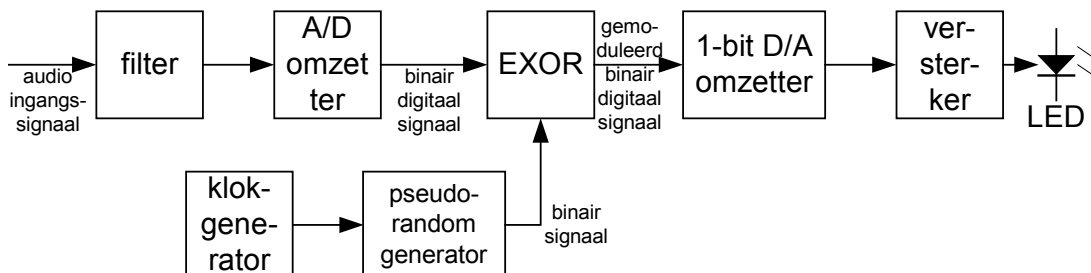 audio
ingangs-
signaal
filter
A/D
omzet
ter
binair
digitaal
signaal
EXOR
gemo-
duleerd
binair
digitaal
signaal
1-bit D/A
omzetter
ver-
ster-
ker
LED
klok-
gene-
rator
pseudo-
random
generator
binair
signaal